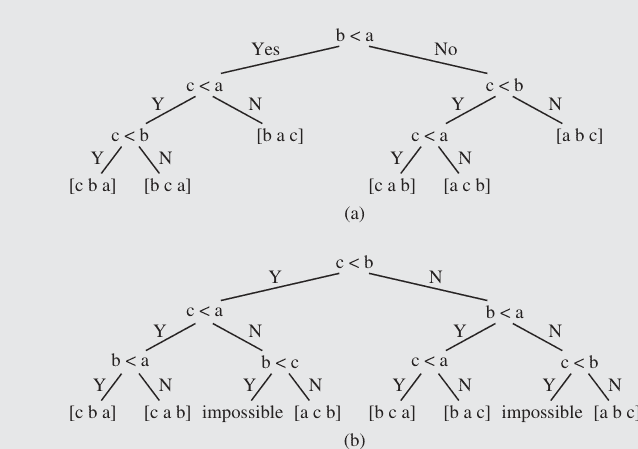 b < a
Yes No
c < a c < b
Y N Y N
c < b [b a c] c < a [a b c]
Y N Y N
[c b a] [b c a] [c a b] [a c b]
(a)
c < b
Y N
c < a b < a
Y N Y N
b < a b < c c < a c < b
Y N Y N Y N Y N
[c b a] [c a b] impossible [a c b] [b c a] [b a c] impossible [a b c]
(b)